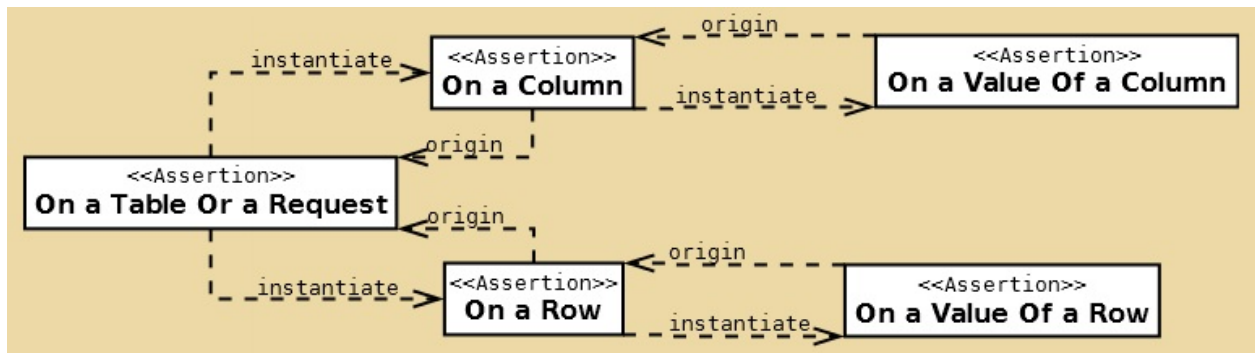 origin
instantiate
<<Assertion>>
On a Column
<<Assertion>>
On a Value Of a Column
instantiate
origin
<<Assertion>>
On a Table Or a Request
origin
origin
instantiate
<<Assertion>>
On a Row
<<Assertion>>
On a Value Of a Row
instantiate